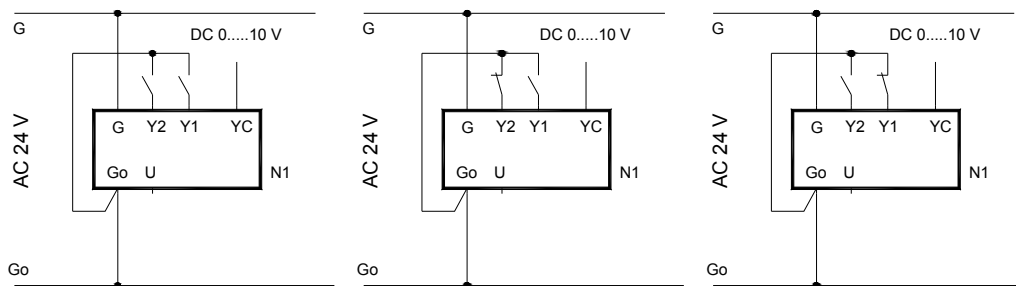 G
DC 0.....10 V
AC 24 V
G Y2 Y1 YC
Go U
N1
Go
G
DC 0.....10 V
AC 24 V
G Y2 Y1 YC
Go U
N1
Go
G
DC 0.....10 V
AC 24 V
G Y2 Y1 YC
Go U
N1
Go